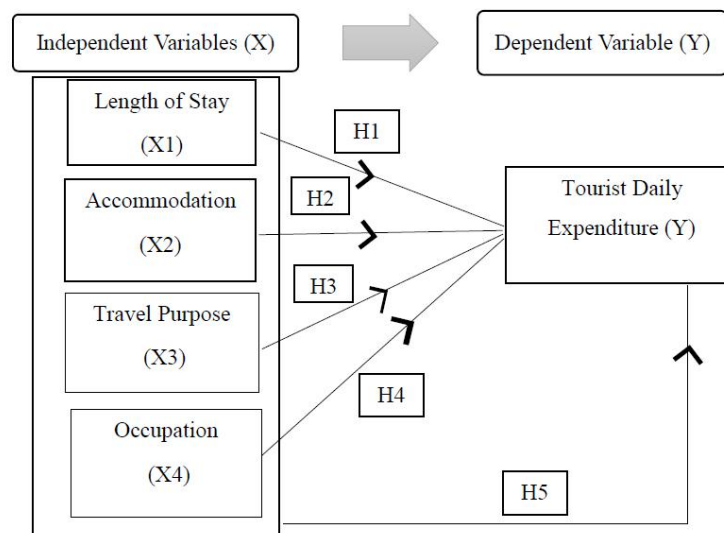 Independent Variables (X)
Dependent Variable (Y)
Length of Stay
(X1)
H1
Accommodation
(X2)
H2
Tourist Daily
Expenditure (Y)
Travel Purpose
(X3)
H3
Occupation
(X4)
H4
H5